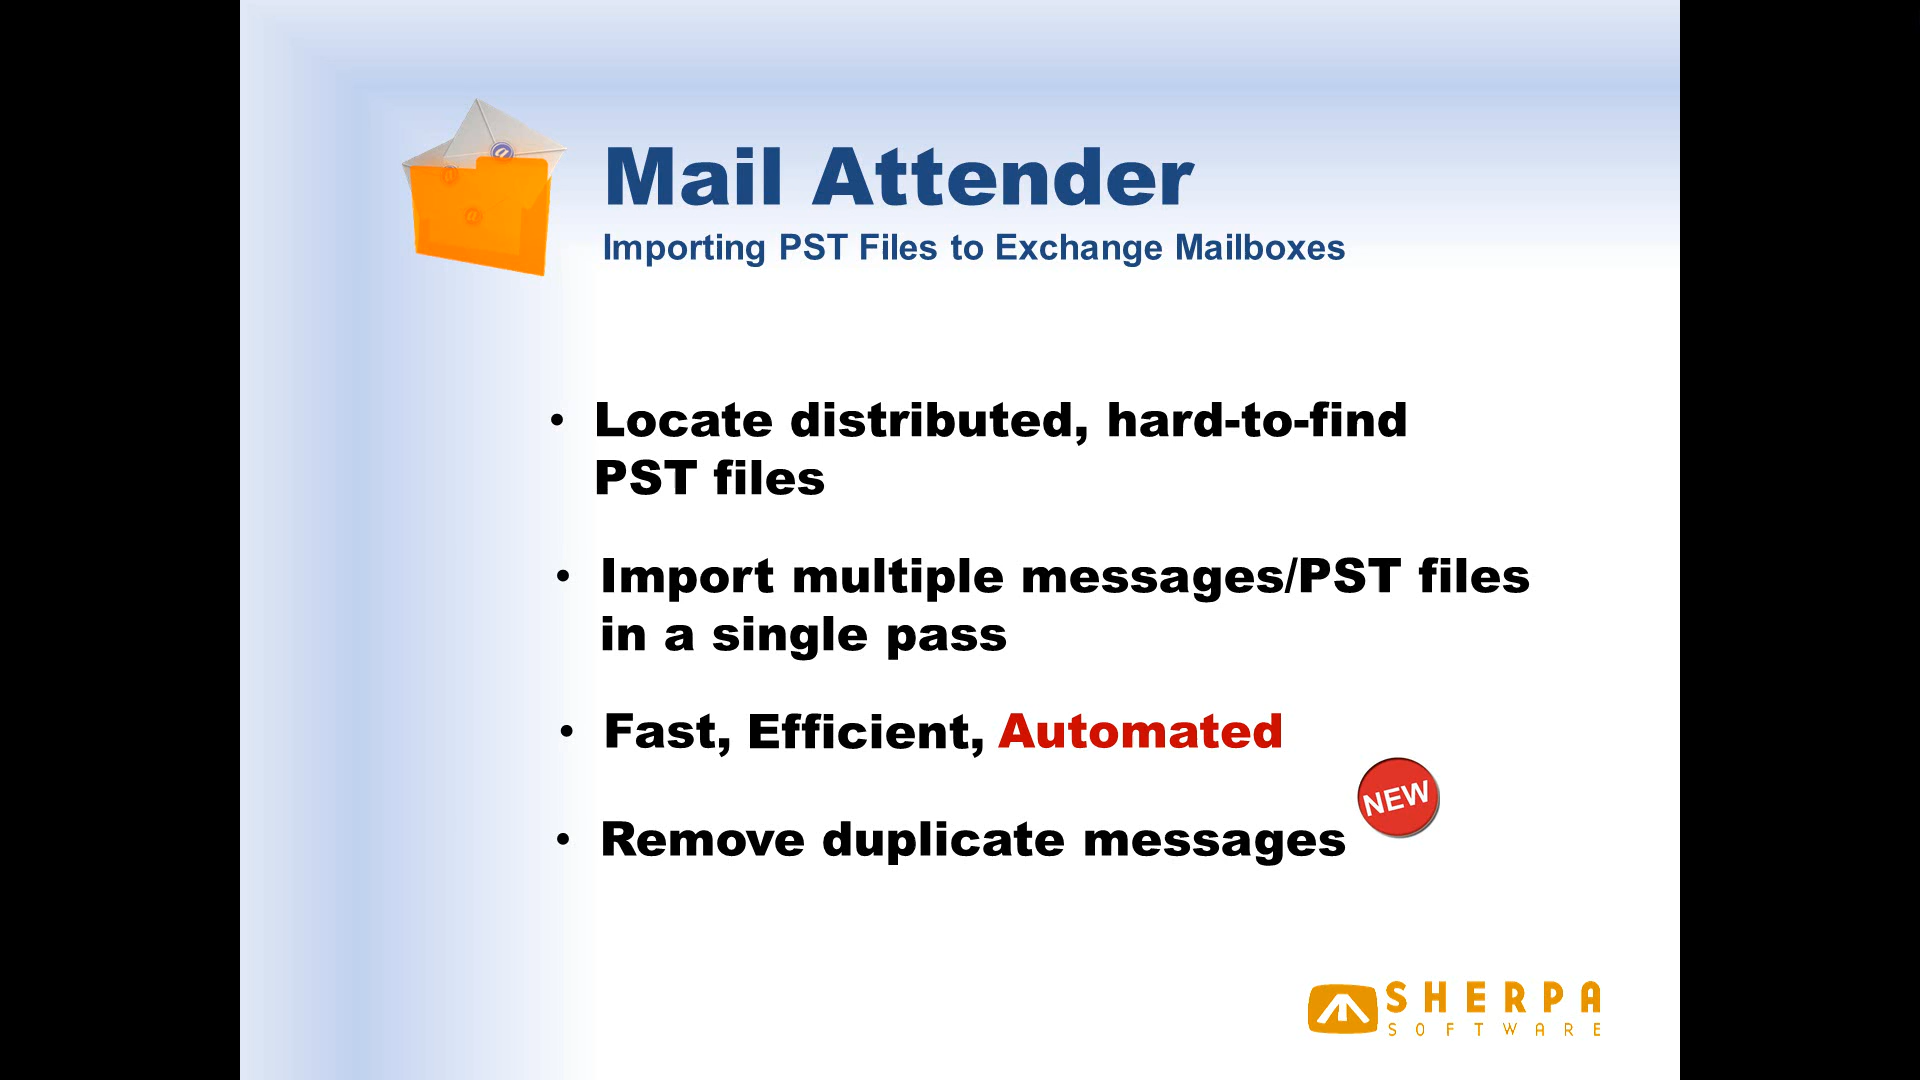 Mail Attender
Importing PST Files to Exchange Mailboxes
• Locate distributed, hard-to-find
PST files
• Import multiple messages/PST files
in a single pass
• Fast, Efficient, Automated
NEW
• Remove duplicate messages
SHERPA
SOFTWARE